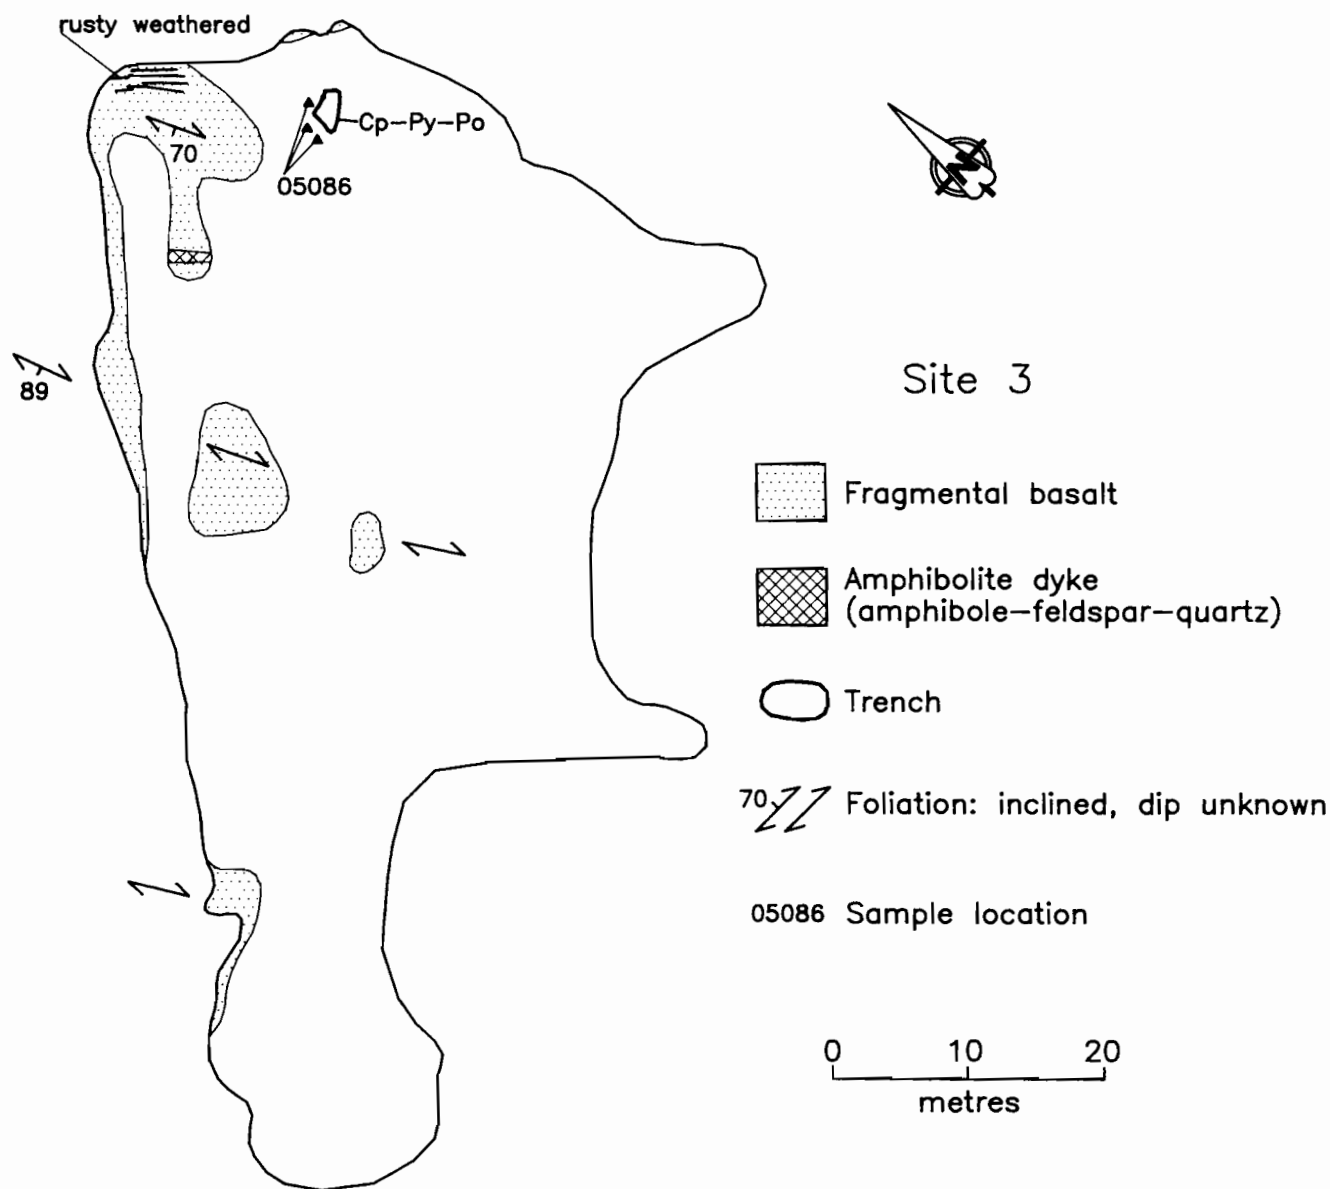 rusty weathered
Cp-Py-Po
70
05086
N
89
Site 3
Fragmental basalt
Amphibolite dyke
(amphibole-feldspar-quartz)
Trench
70 Foliation: inclined, dip unknown
05086 Sample location
0 10 20
metres